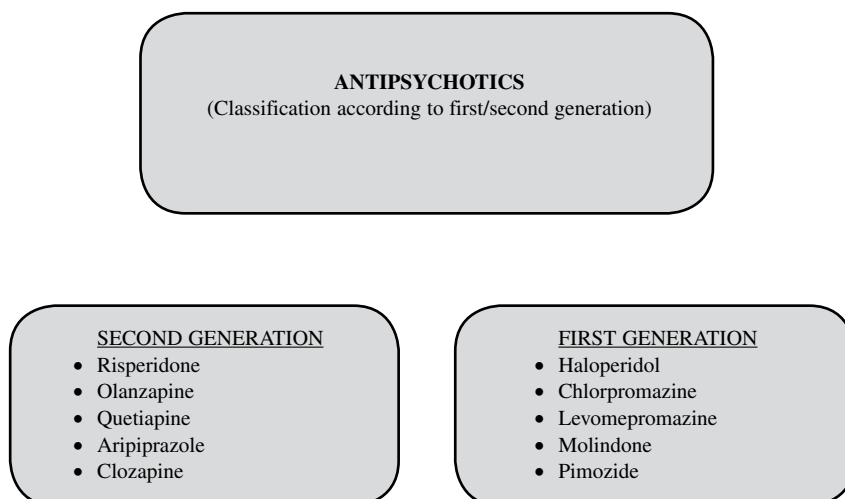 ANTIPSYCHOTICS
(Classification according to first/second generation)
SECOND GENERATION
• Risperidone
• Olanzapine
• Quetiapine
• Aripiprazole
• Clozapine
FIRST GENERATION
• Haloperidol
• Chlorpromazine
• Levomepromazine
• Molindone
• Pimozide